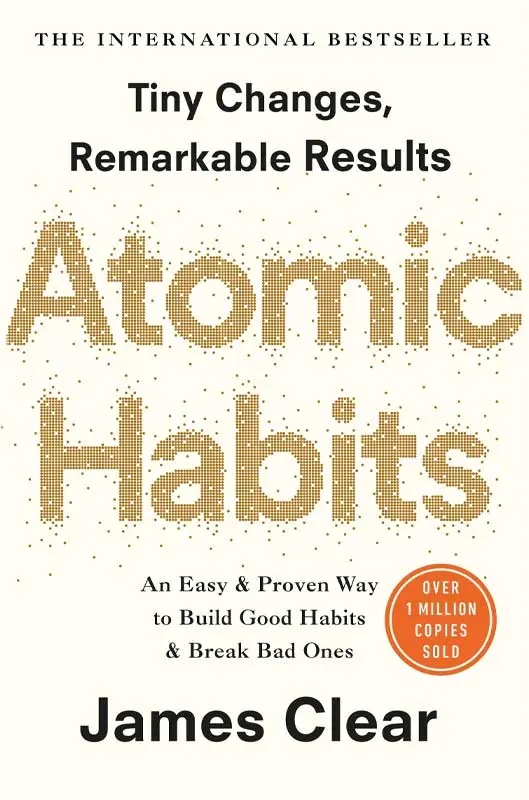 THE INTERNATIONAL BESTSELLER
Tiny Changes,
Remarkable Results
Atomic
Habits
An Easy & Proven Way
to Build Good Habits
& Break Bad Ones
OVER
1 MILLION
COPIES
SOLD
James Clear